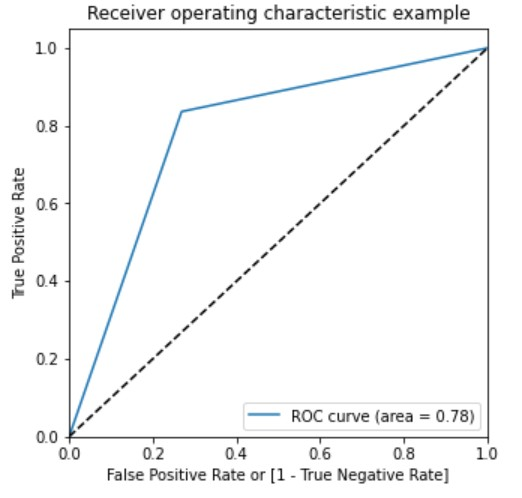 Receiver operating characteristic example
1.0
0.8
0.6
0.4
0.2
0.0
True Positive Rate
ROC curve (area = 0.78)
0.0 0.2 0.4 0.6 0.8 1.0
False Positive Rate or [1 - True Negative Rate]